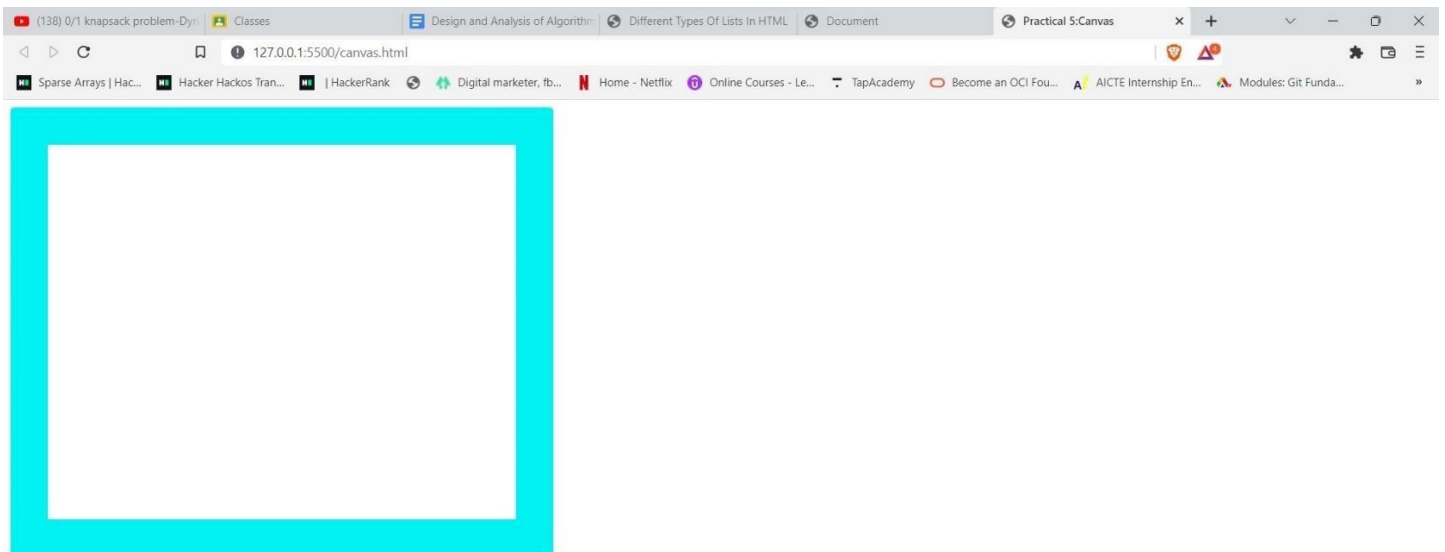 (138) 0/1 knapsack problem-Dyn Classes Design and Analysis of Algorithm Different Types Of Lists In HTML Document Practical 5:Canvas
127.0.0.1:5500/canvas.html
Sparse Arrays | Hac... Hacker Hackos Tran... | HackerRank Digital marketer, fb... Home - Netflix Online Courses - Le... TapAcademy Become an OCI Fou... AICTE Internship En... Modules: Git Funda... »